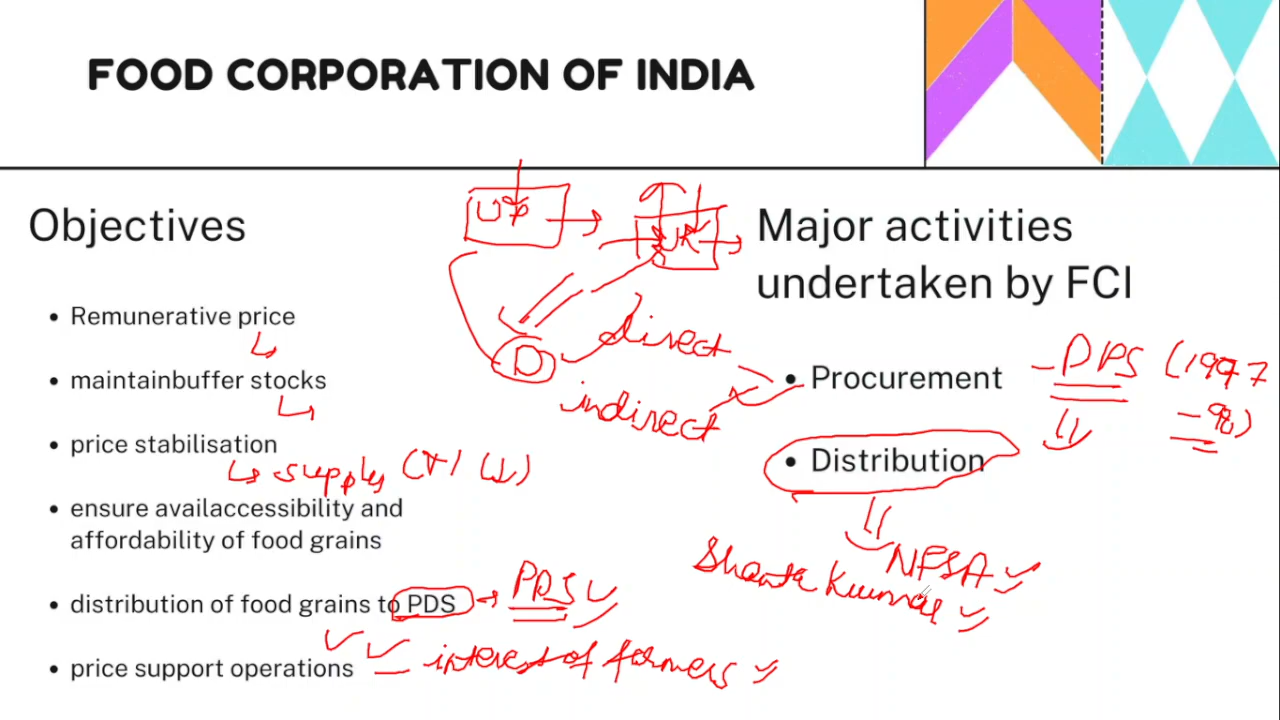 FOOD CORPORATION OF INDIA
Objectives
• Remunerative price
• maintainbuffer stocks
• price stabilisation
↳ supply (R/W)
• ensure availaccessibility and
affordability of food grains
• distribution of food grains to PDS → PDS
• price support operations
interest of farmers
UP
UK
D
direct
indirect
Major activities
undertaken by FCI
• Procurement - DPS (1997
- 98)
• Distribution
NFSA
Shanta Kumar